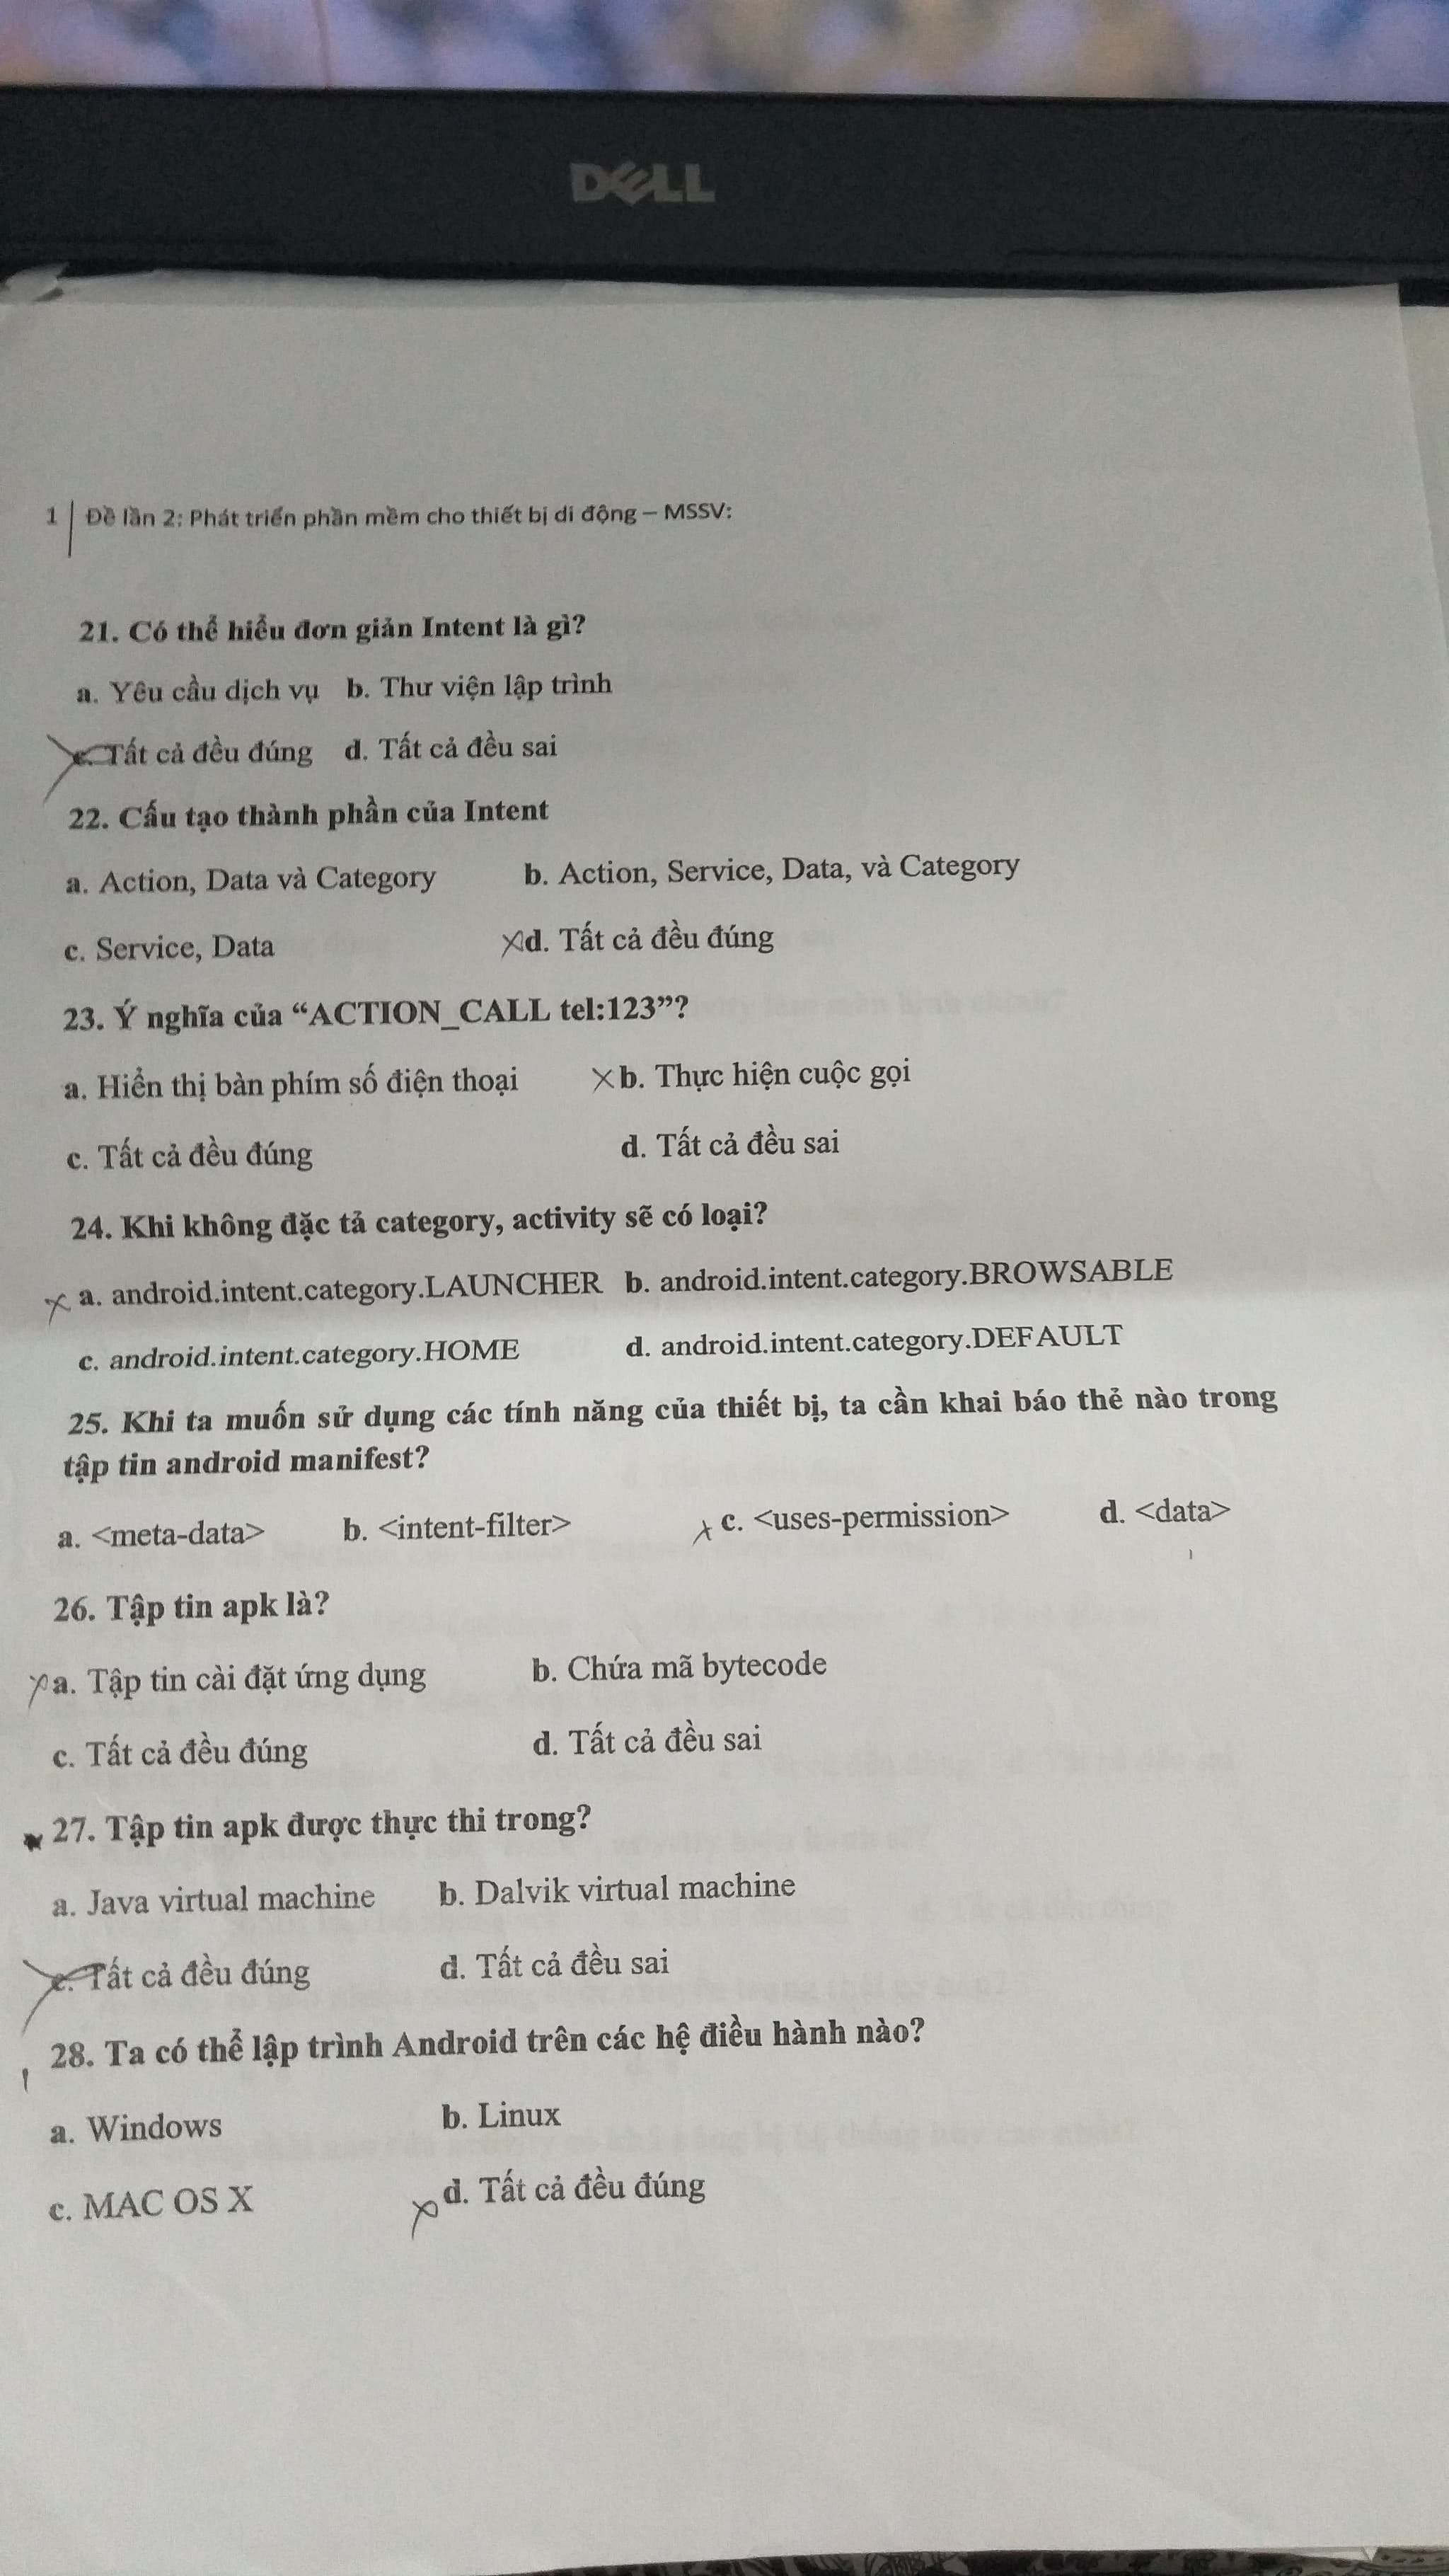 DELL
1 Đề lần 2: Phát triển phần mềm cho thiết bị di động – MSSV:
21. Có thể hiểu đơn giản Intent là gì?
a. Yêu cầu dịch vụ b. Thư viện lập trình
c. Tất cả đều đúng d. Tất cả đều sai
22. Cấu tạo thành phần của Intent
a. Action, Data và Category b. Action, Service, Data, và Category
c. Service, Data d. Tất cả đều đúng
23. Ý nghĩa của “ACTION_CALL tel:123”?
a. Hiển thị bàn phím số điện thoại b. Thực hiện cuộc gọi
c. Tất cả đều đúng d. Tất cả đều sai
24. Khi không đặc tả category, activity sẽ có loại?
a. android.intent.category.LAUNCHER b. android.intent.category.BROWSABLE
c. android.intent.category.HOME d. android.intent.category.DEFAULT
25. Khi ta muốn sử dụng các tính năng của thiết bị, ta cần khai báo thẻ nào trong
tập tin android manifest?
a. <meta-data> b. <intent-filter> c. <uses-permission> d. <data>
26. Tập tin apk là?
a. Tập tin cài đặt ứng dụng b. Chứa mã bytecode
c. Tất cả đều đúng d. Tất cả đều sai
27. Tập tin apk được thực thi trong?
a. Java virtual machine b. Dalvik virtual machine
c. Tất cả đều đúng d. Tất cả đều sai
28. Ta có thể lập trình Android trên các hệ điều hành nào?
a. Windows b. Linux
c. MAC OS X d. Tất cả đều đúng